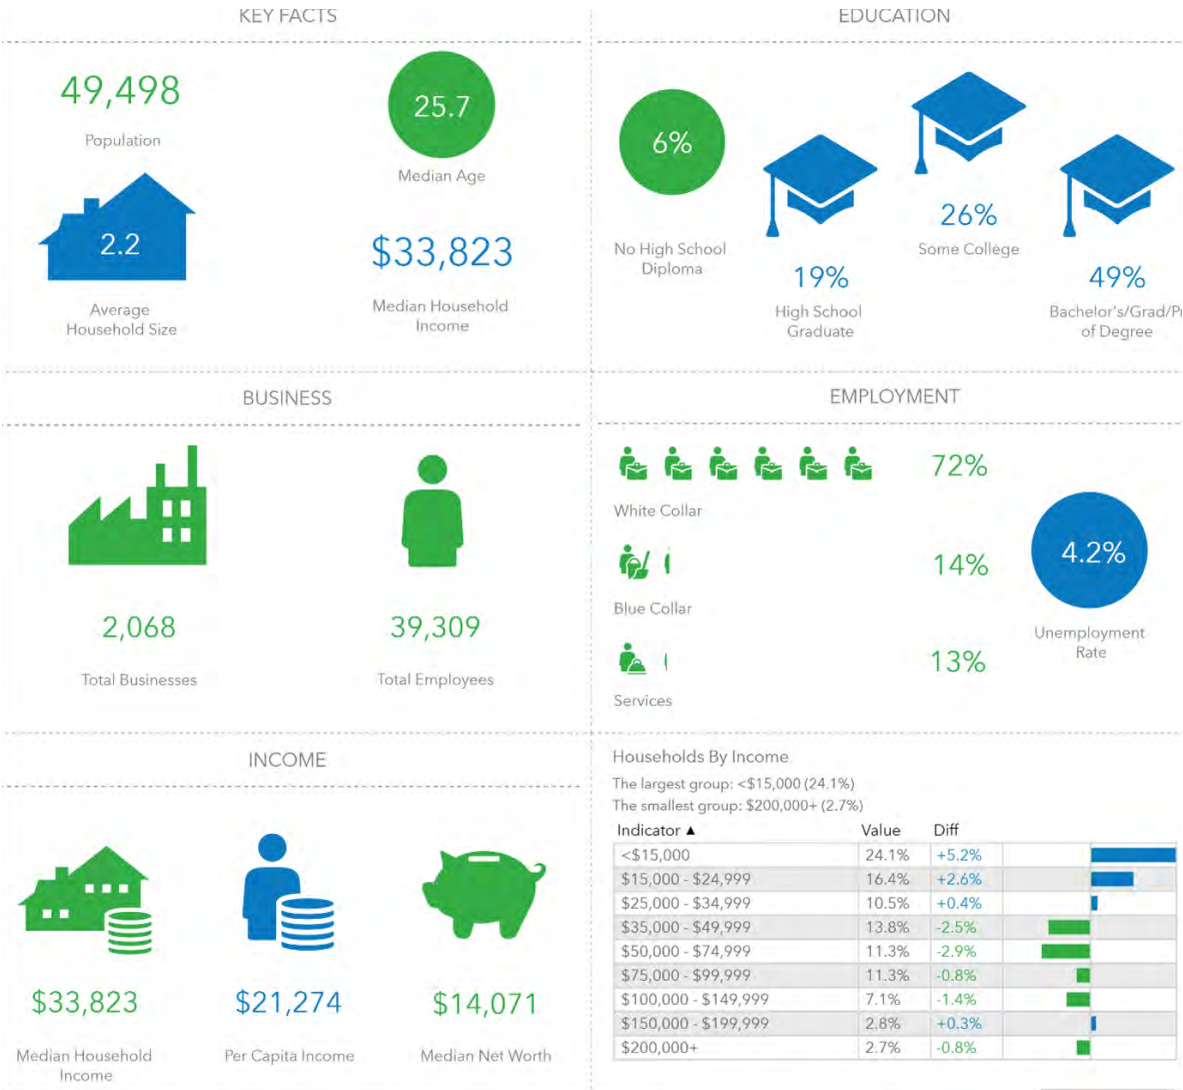 KEY FACTS
49,498
Population
25.7
Median Age
2.2
Average
Household Size
$33,823
Median Household
Income
EDUCATION
6%
No High School
Diploma
19%
High School
Graduate
26%
Some College
49%
Bachelor's/Grad/Pr
of Degree
BUSINESS
2,068
Total Businesses
39,309
Total Employees
EMPLOYMENT
72%
White Collar
14%
Blue Collar
13%
Services
4.2%
Unemployment
Rate
INCOME
$33,823
Median Household
Income
$21,274
Per Capita Income
$14,071
Median Net Worth
Households By Income
The largest group: <$15,000 (24.1%)
The smallest group: $200,000+ (2.7%)
Indicator ▲ Value Diff
<$15,000 24.1% +5.2%
$15,000 - $24,999 16.4% +2.6%
$25,000 - $34,999 10.5% +0.4%
$35,000 - $49,999 13.8% -2.5%
$50,000 - $74,999 11.3% -2.9%
$75,000 - $99,999 11.3% -0.8%
$100,000 - $149,999 7.1% -1.4%
$150,000 - $199,999 2.8% +0.3%
$200,000+ 2.7% -0.8%